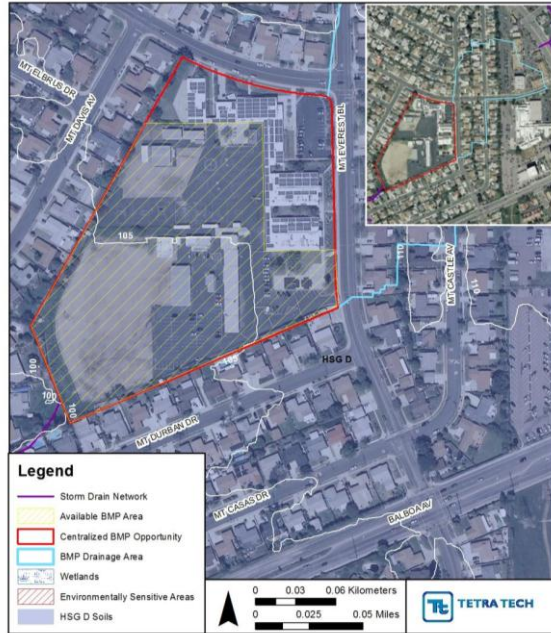 MT ELBRUS DR
MT DAVIS AV
MT EVEREST BL
105
110
MT CASTLE AV
110
100
100
100
105
HSG D
MT DURBAN DR
MT CASAS DR
BALBOA AV
Legend
Storm Drain Network
Available BMP Area
Centralized BMP Opportunity
BMP Drainage Area
Wetlands
Environmentally Sensitive Areas
HSG D Soils
0 0.03 0.06 Kilometers
0 0.025 0.05 Miles
TETRA TECH